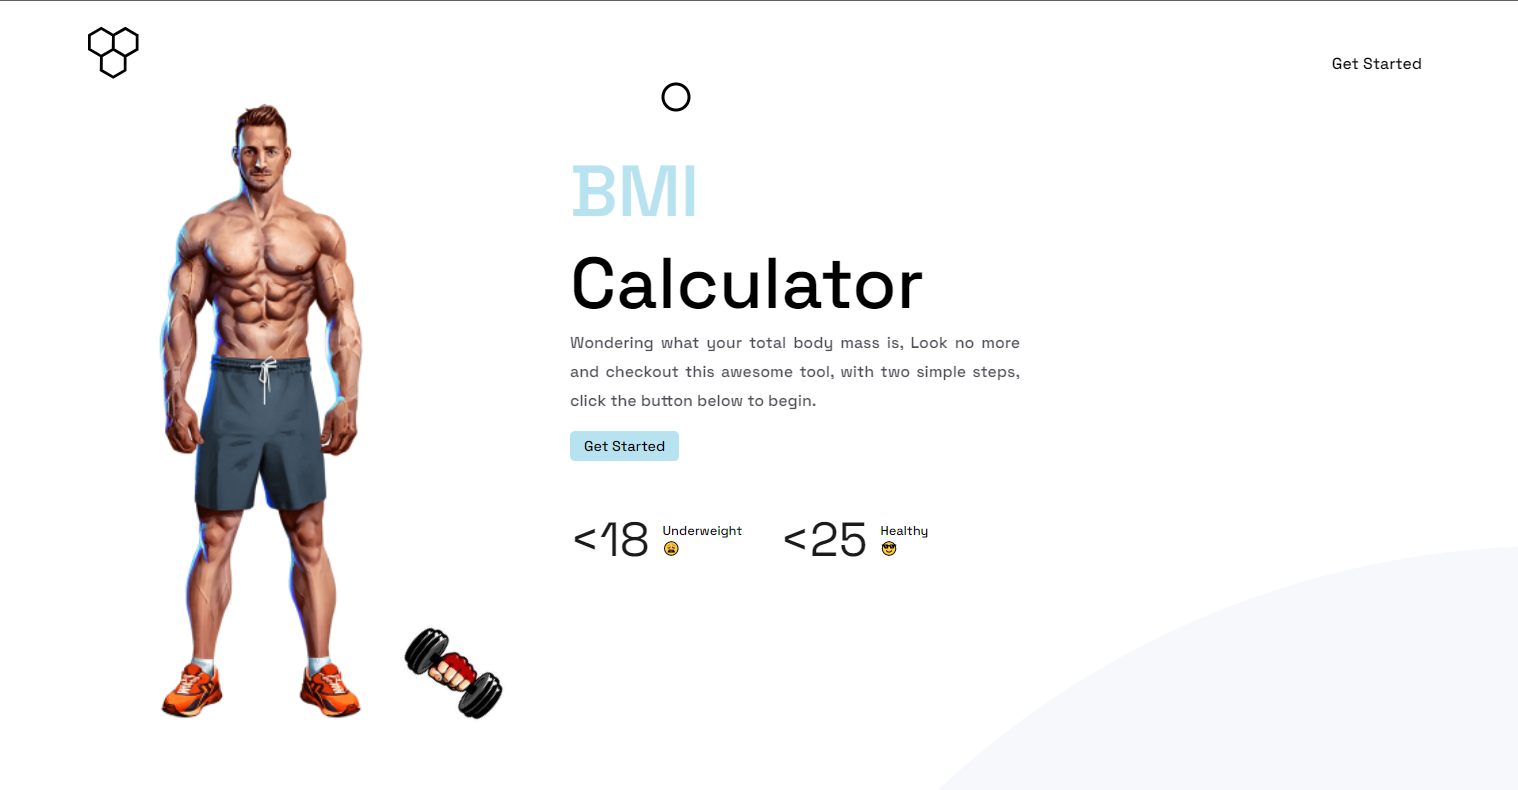 Get Started
BMI
Calculator
Wondering what your total body mass is, Look no more
and checkout this awesome tool, with two simple steps,
click the button below to begin.
Get Started
<18 Underweight
<25 Healthy